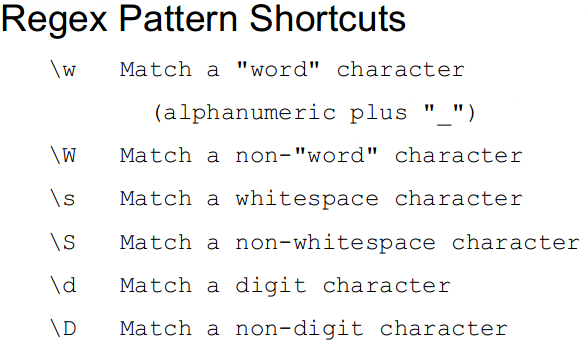 Regex Pattern Shortcuts
\w Match a "word" character
(alphanumeric plus "_")
\W Match a non-"word" character
\s Match a whitespace character
\S Match a non-whitespace character
\d Match a digit character
\D Match a non-digit character